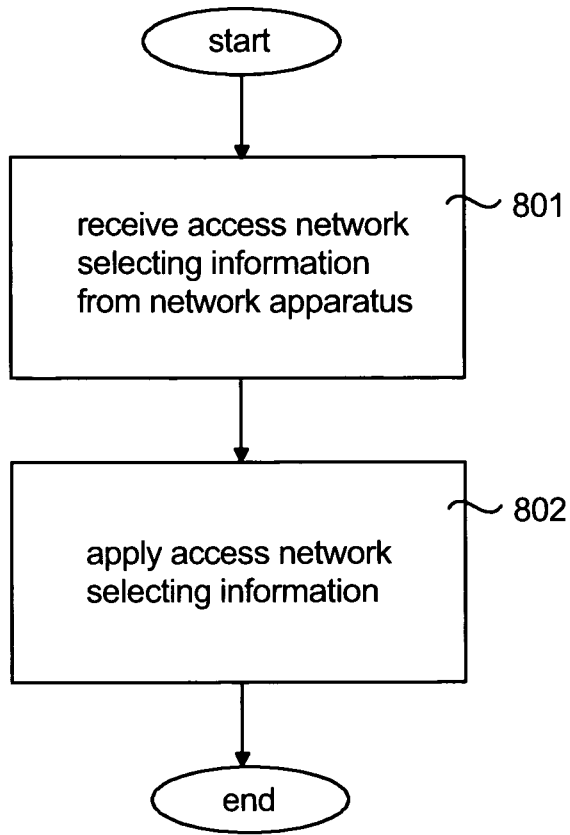 start
801
receive access network
selecting information
from network apparatus
802
apply access network
selecting information
end